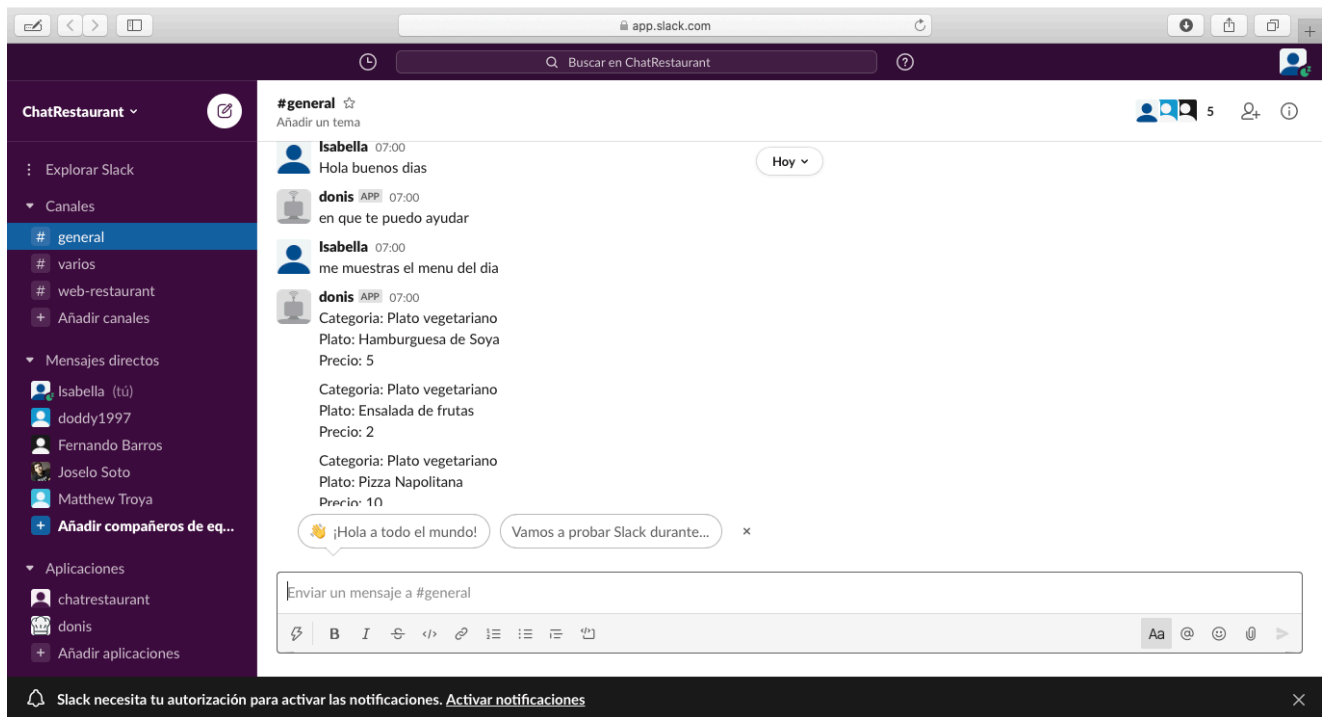 app.slack.com
Buscar en ChatRestaurant
ChatRestaurant
Explorar Slack
Canales
# general
# varios
# web-restaurant
+ Añadir canales
Mensajes directos
Isabella (tú)
doddy1997
Fernando Barros
Joselo Soto
Matthew Troya
+ Añadir compañeros de eq...
Aplicaciones
chatrestaurant
donis
+ Añadir aplicaciones
#general
Añadir un tema
5
Hoy
Isabella 07:00
Hola buenos dias
donis APP 07:00
en que te puedo ayudar
Isabella 07:00
me muestras el menu del dia
donis APP 07:00
Categoria: Plato vegetariano
Plato: Hamburguesa de Soya
Precio: 5
Categoria: Plato vegetariano
Plato: Ensalada de frutas
Precio: 2
Categoria: Plato vegetariano
Plato: Pizza Napolitana
Precio: 10
👋 ¡Hola a todo el mundo!
Vamos a probar Slack durante...
Enviar un mensaje a #general
B I S </> Aa @
Slack necesita tu autorización para activar las notificaciones. Activar notificaciones